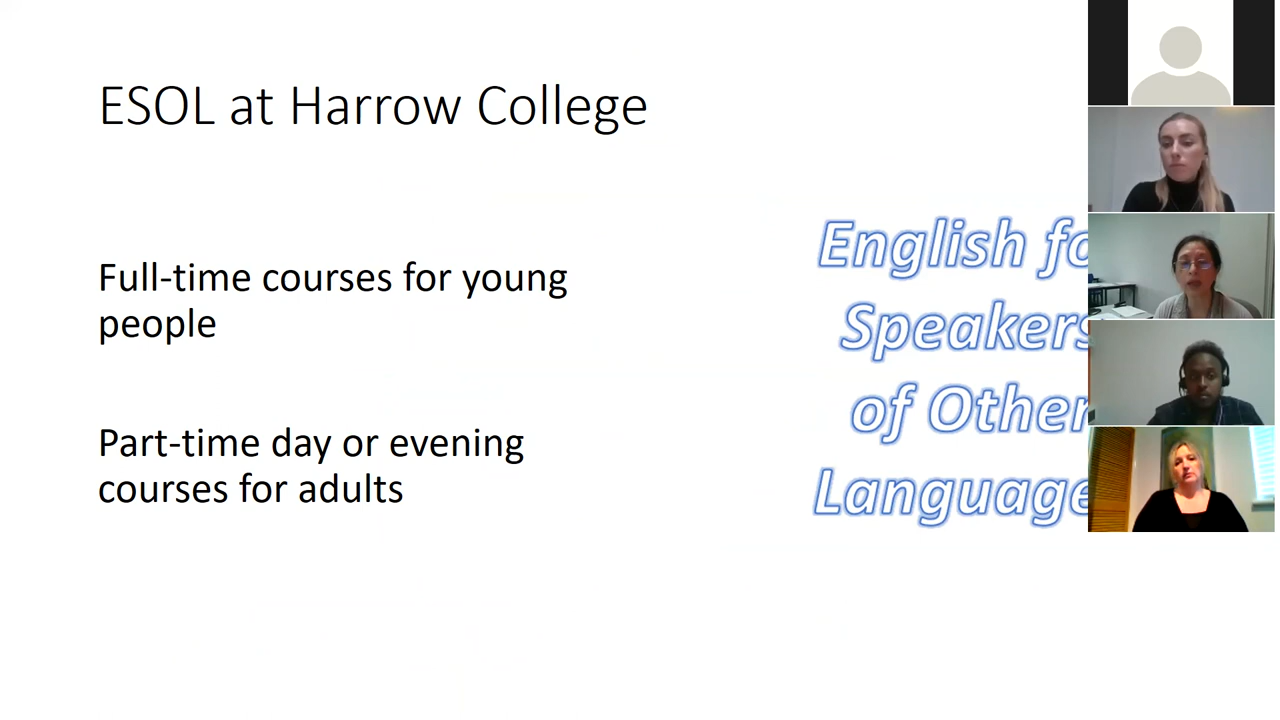 ESOL at Harrow College
Full-time courses for young
people
Part-time day or evening
courses for adults
English fo
Speakers
of Other
Language